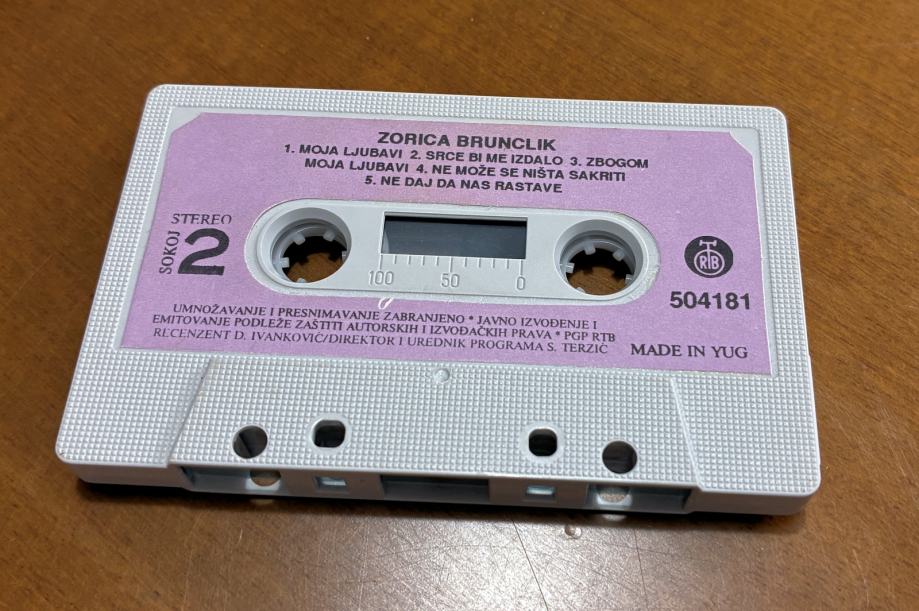 ZORICA BRUNCLIK
1. MOJA LJUBAVI 2. SRCE BI ME IZDALO 3. ZBOGOM
MOJA LJUBAVI 4. NE MOŽE SE NIŠTA SAKRITI
5. NE DAJ DA NAS RASTAVE
STEREO
SOKOJ
2
100 50 0
RTB
504181
UMNOŽAVANJE I PRESNIMAVANJE ZABRANJENO * JAVNO IZVOĐENJE I
EMITOVANJE PODLEŽE ZAŠTITI AUTORSKIH I IZVOĐAČKIH PRAVA * PGP RTB
RECENZENT D. IVANKOVIĆ/DIREKTOR I UREDNIK PROGRAMA S. TERZIĆ
MADE IN YUG